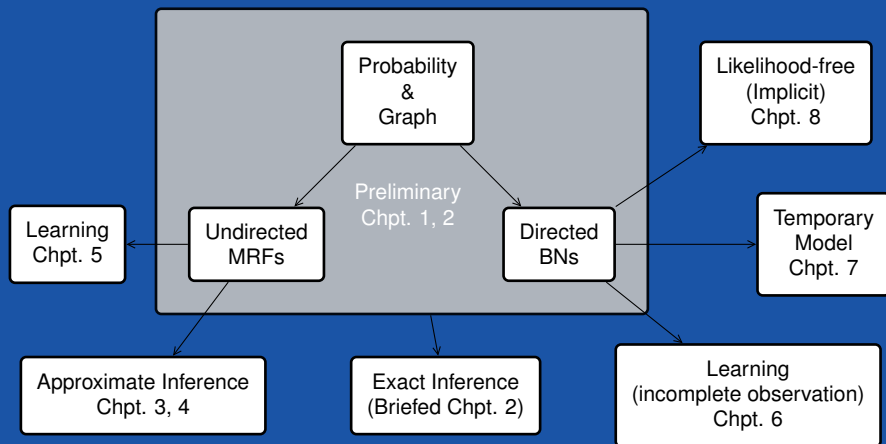 Probability
&
Graph
Likelihood-free
(Implicit)
Chpt. 8
Preliminary
Chpt. 1, 2
Learning
Chpt. 5
Undirected
MRFs
Directed
BNs
Temporary
Model
Chpt. 7
Approximate Inference
Chpt. 3, 4
Exact Inference
(Briefed Chpt. 2)
Learning
(incomplete observation)
Chpt. 6